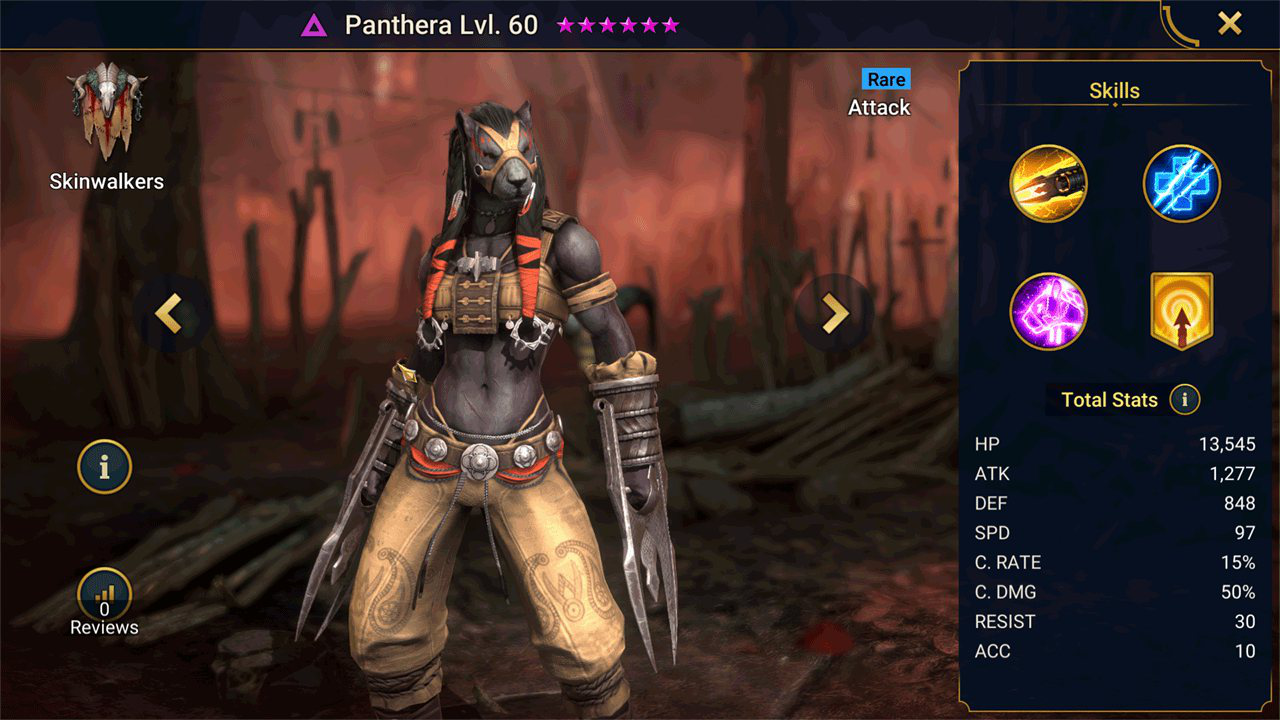 Panthera Lvl. 60
Rare
Attack
Skinwalkers
i
0
Reviews
Skills
Total Stats i
HP 13,545
ATK 1,277
DEF 848
SPD 97
C. RATE 15%
C. DMG 50%
RESIST 30
ACC 10